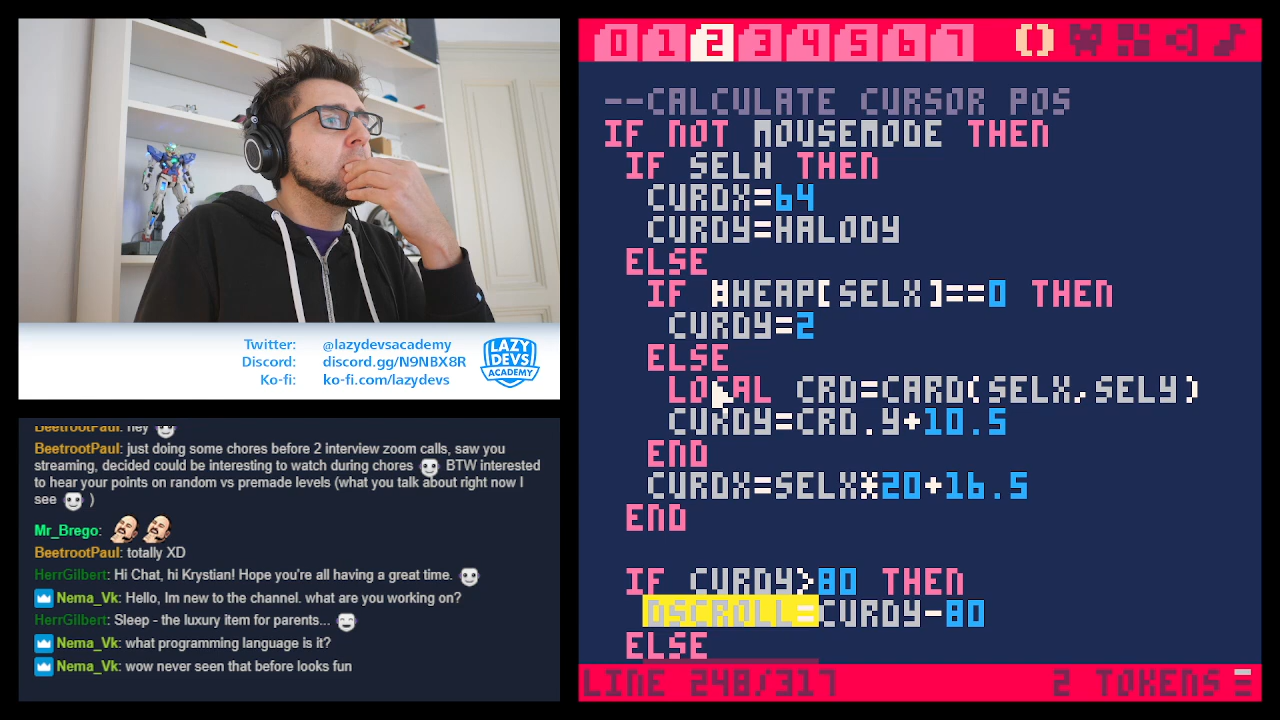 Twitter: @lazydevsacademy
Discord: discord.gg/N9NBX8R
Ko-fi: ko-fi.com/lazydevs
LAZY
DEVS
ACADEMY
BeetrootPaul: hey
BeetrootPaul: just doing some chores before 2 interview zoom calls, saw you
streaming, decided could be interesting to watch during chores BTW interested
to hear your points on random vs premade levels (what you talk about right now I
see )
Mr_Brego:
BeetrootPaul: totally XD
HerrGilbert: Hi Chat, hi Krystian! Hope you're all having a great time.
Nema_Vk: Hello, Im new to the channel. what are you working on?
HerrGilbert: Sleep - the luxury item for parents...
Nema_Vk: what programming language is it?
Nema_Vk: wow never seen that before looks fun
0 1 2 3 4 5 6 7 ()
--CALCULATE CURSOR POS
IF NOT MOUSEMODE THEN
IF SELH THEN
CURDX=64
CURDY=HALODY
ELSE
IF #HEAP[SELX]==0 THEN
CURDY=2
ELSE
LOCAL CRD=CARD(SELX,SELY)
CURDY=CRD.Y+10.5
END
CURDX=SELX*20+16.5
END
IF CURDY>80 THEN
DSCROLL=CURDY-80
ELSE
LINE 248/317 2 TOKENS